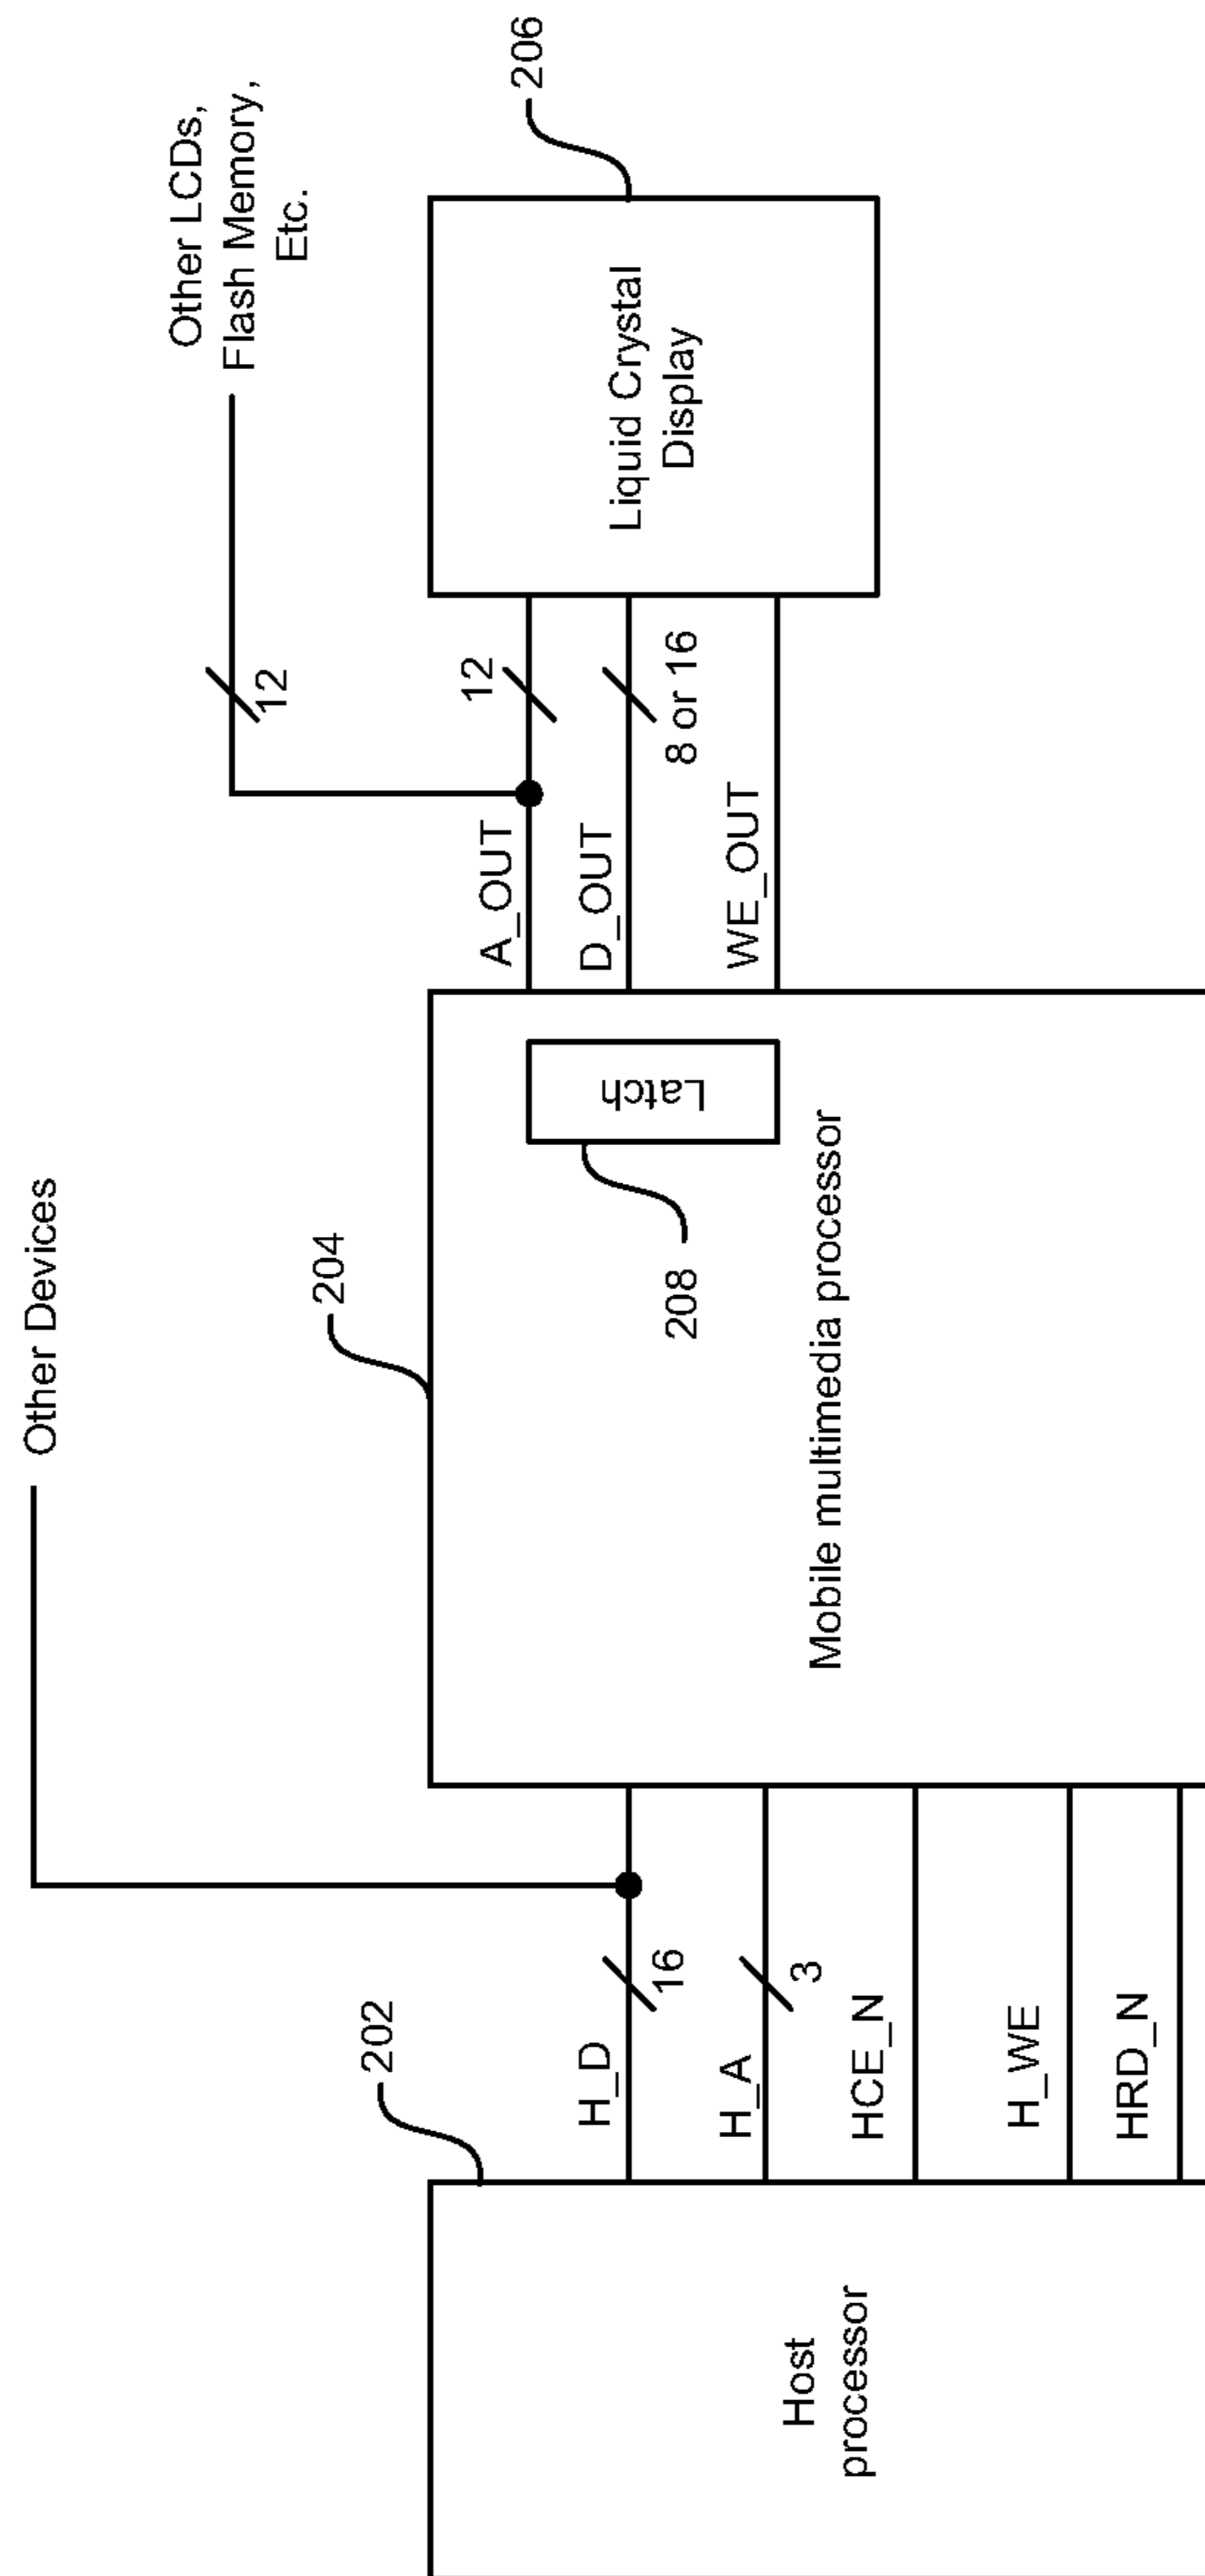 Other Devices
Other LCDs,
Flash Memory,
Etc.
12
202
204
206
H_D
16
H_A
3
HCE_N
H_WE
HRD_N
Host
processor
Mobile multimedia processor
Latch
208
A_OUT
12
D_OUT
8 or 16
WE_OUT
Liquid Crystal
Display